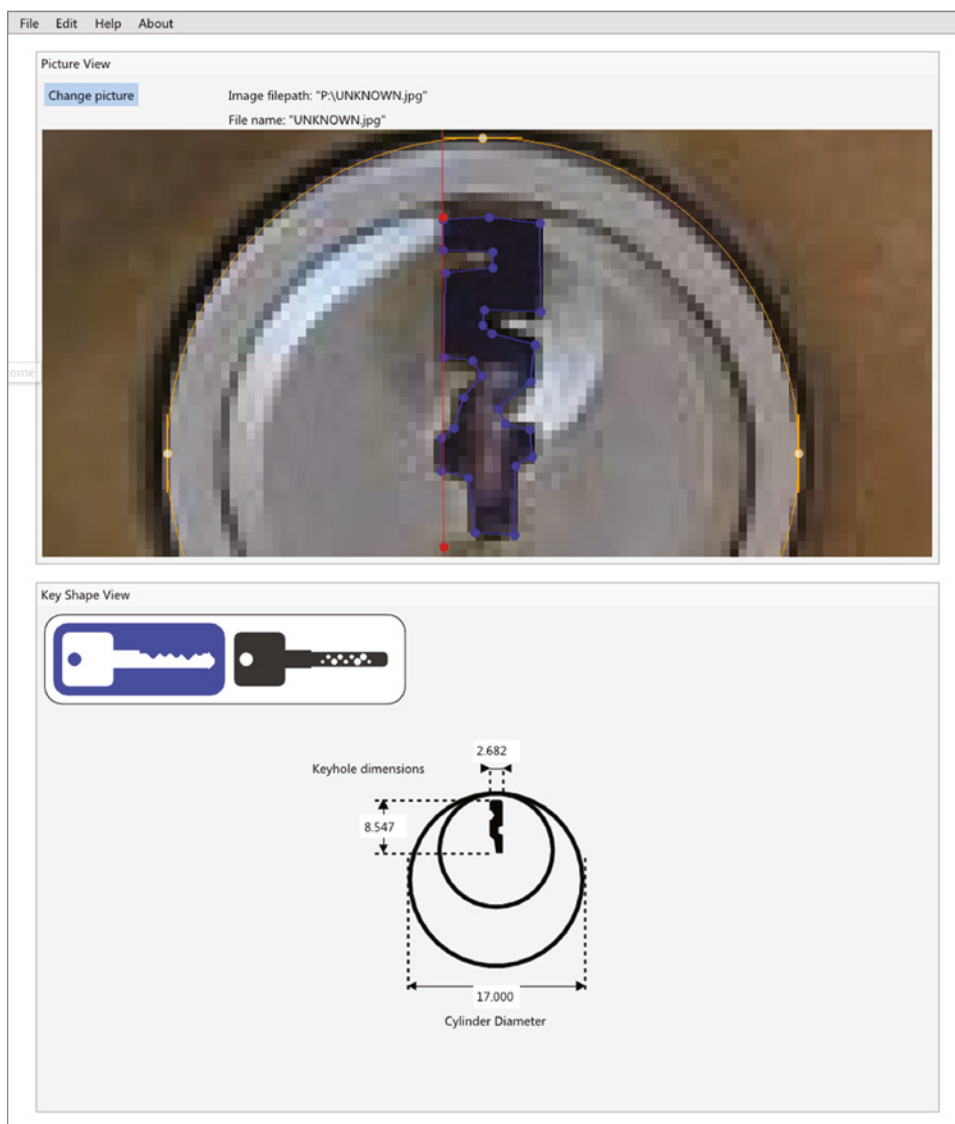 File Edit Help About
Picture View
Change picture
Image filepath: "P:\UNKNOWN.jpg"
File name: "UNKNOWN.jpg"
ome
Key Shape View
2.682
Keyhole dimensions
8.547
17.000
Cylinder Diameter